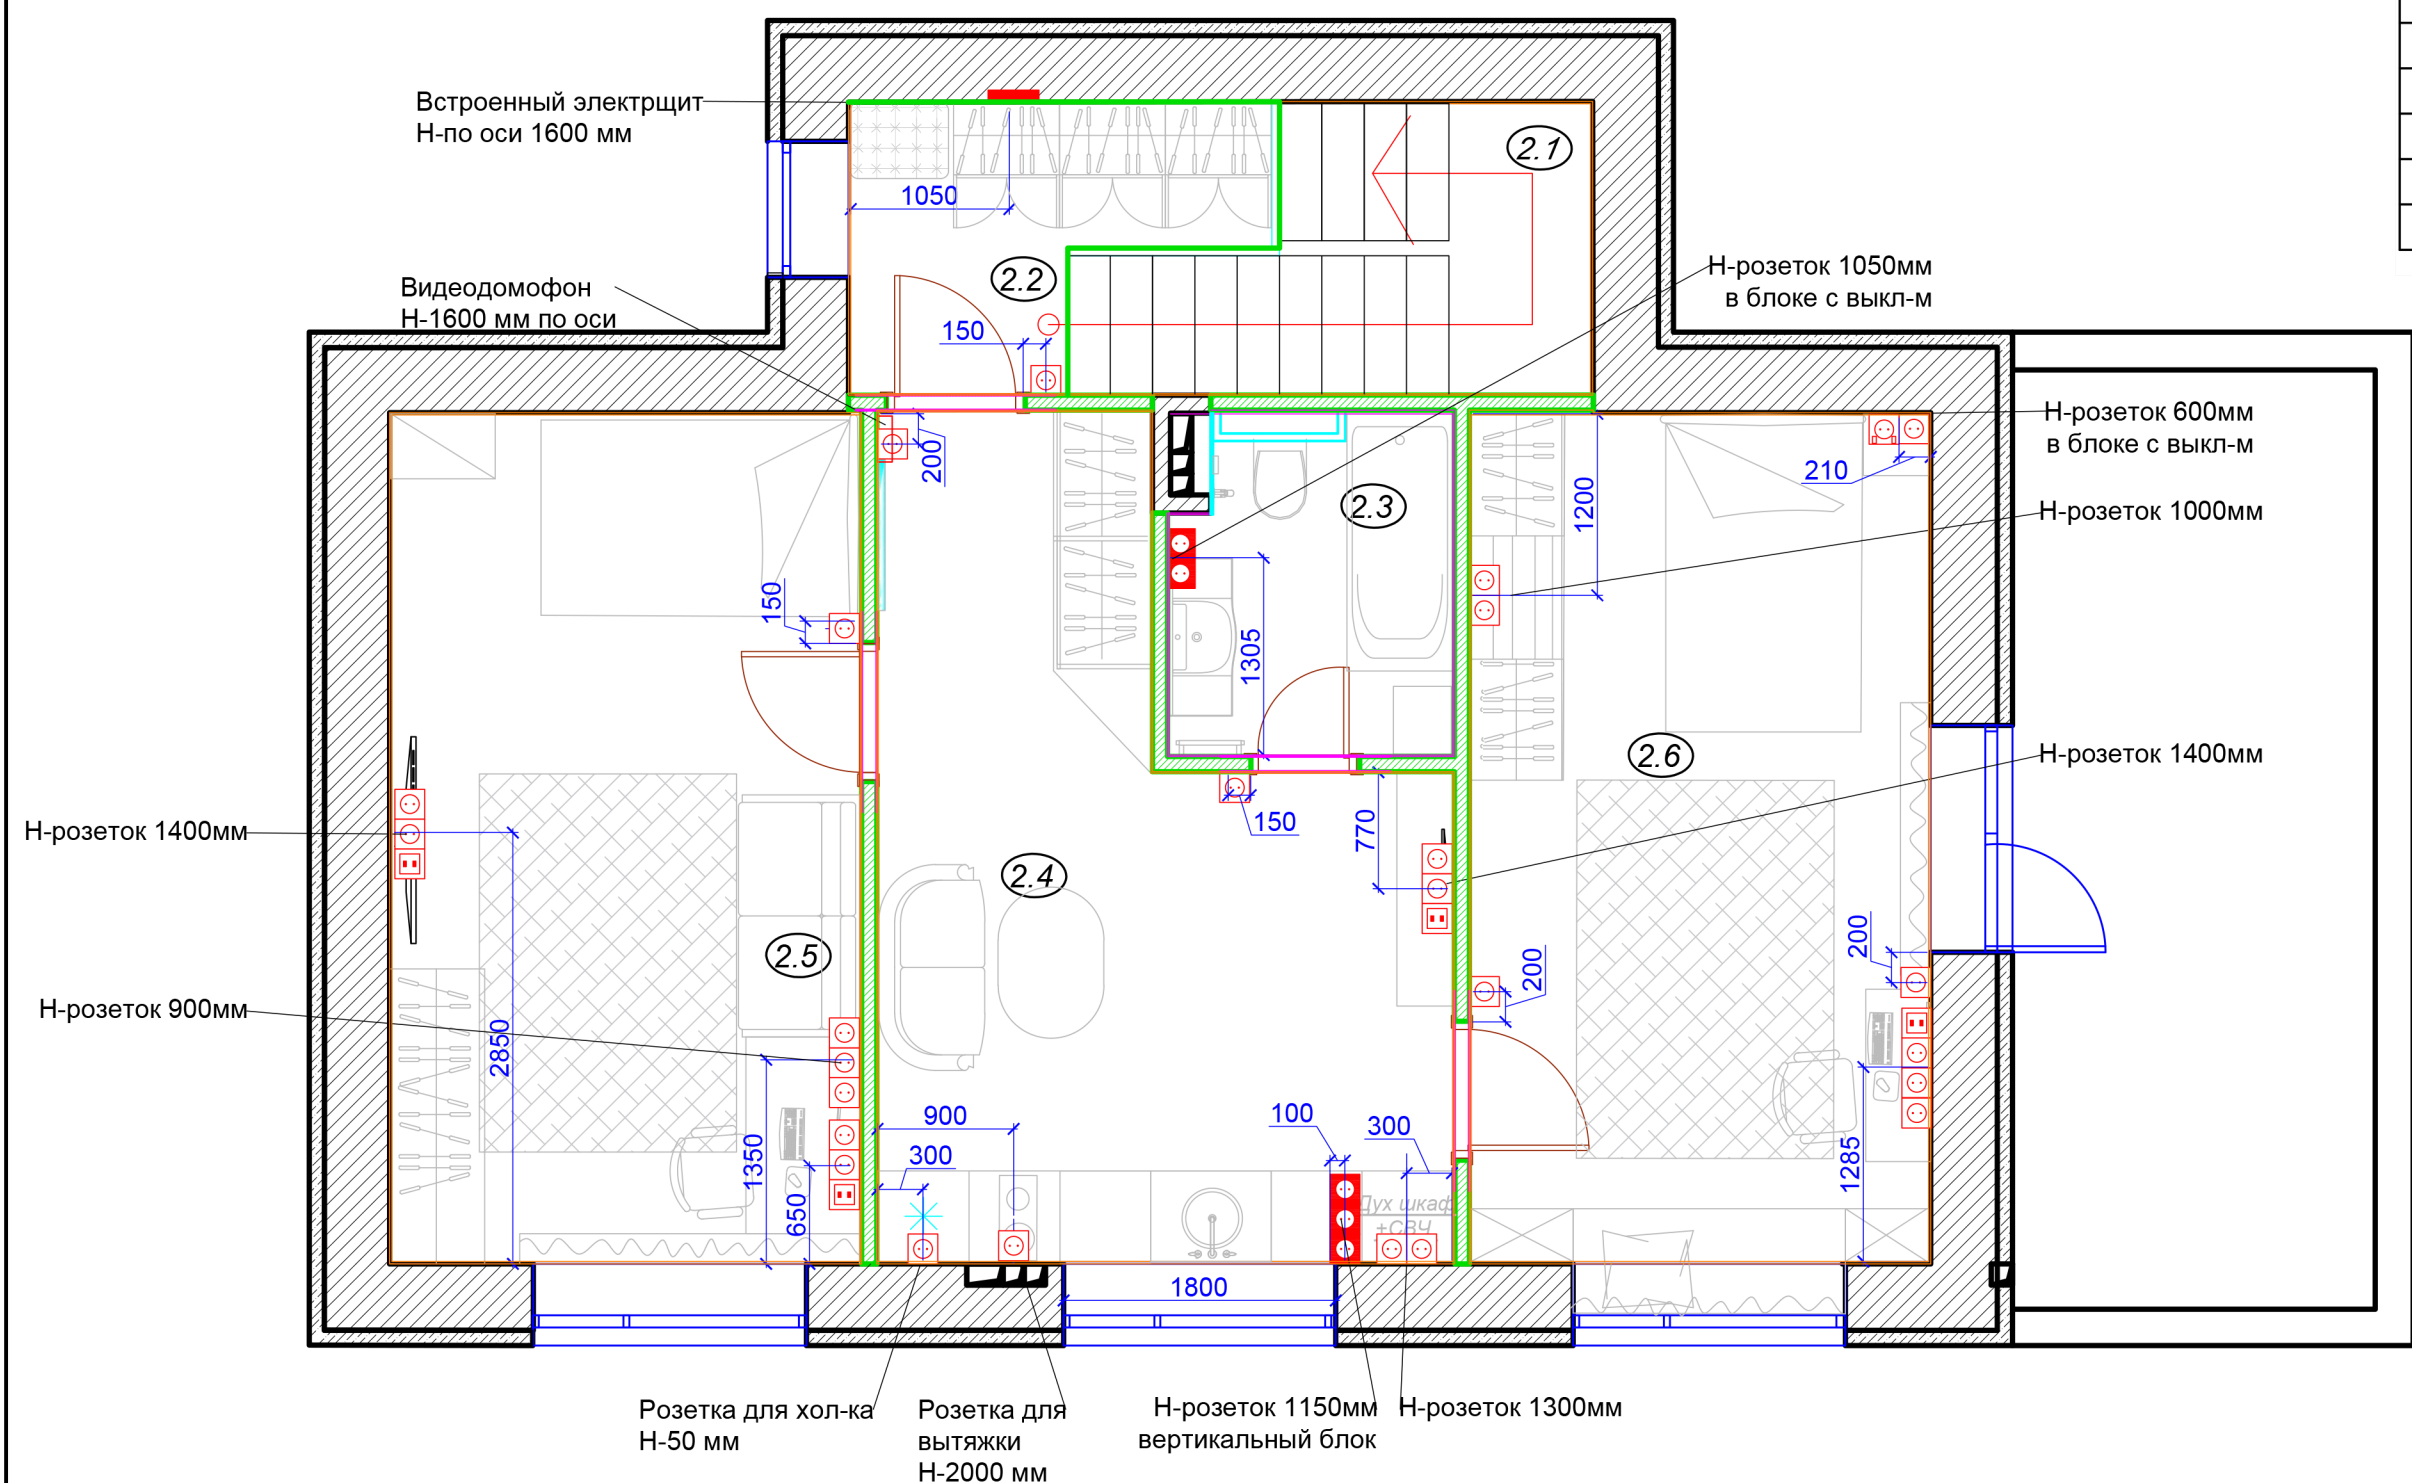 Встроенный электрщит
Н-по оси 1600 мм
2.1
1050
Н-розеток 1050мм
в блоке с выкл-м
2.2
Видеодомофон
Н-1600 мм по оси
150
Н-розеток 600мм
в блоке с выкл-м
200
210
1200
2.3
Н-розеток 1000мм
150
1305
2.6
Н-розеток 1400мм
Н-розеток 1400мм
150
770
2.4
2.5
200
200
Н-розеток 900мм
2850
900
100
300
1350
300
1285
650
Дух шкаф
+СВЧ
1800
Розетка для хол-ка
Н-50 мм
Розетка для
вытяжки
Н-2000 мм
Н-розеток 1150мм
вертикальный блок
Н-розеток 1300мм